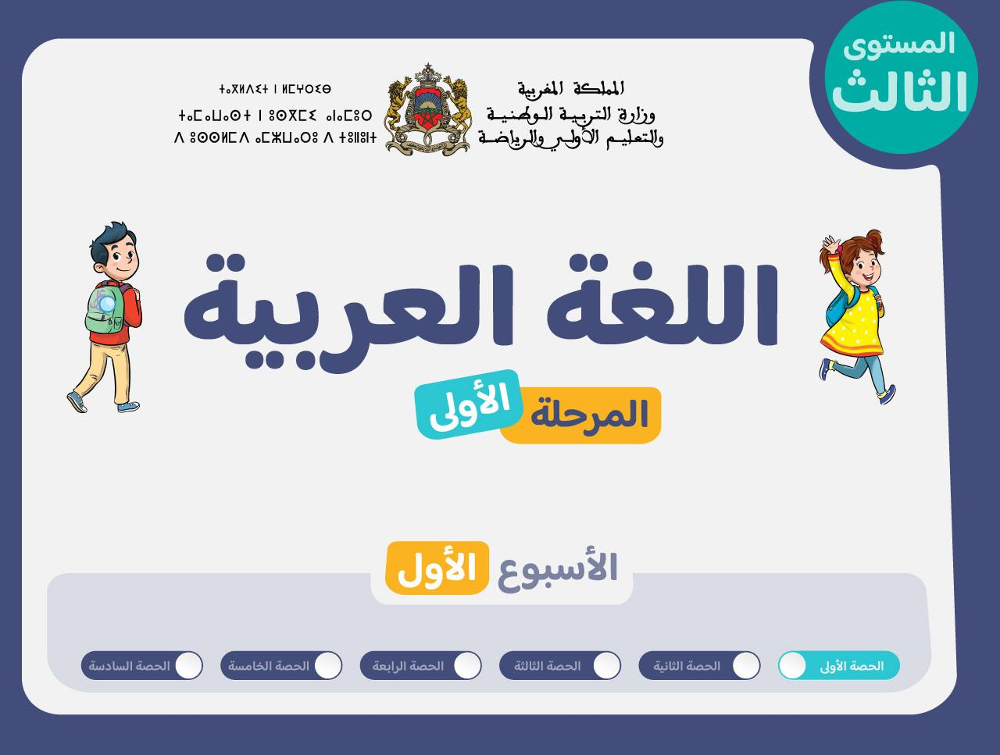 المستوى
الثالث
المملكة المغربية
وزارة التربية الوطنية
والتعليم الأولي والرياضة
ⵜⴰⴳⵍⴷⵉⵜ ⵏ ⵍⵎⵖⵔⵉⴱ
ⵜⴰⵎⴰⵡⴰⵙⵜ ⵏ ⵓⵙⴳⵎⵉ ⴰⵏⴰⵎⵓⵔ
ⴷ ⵓⵙⵙⵍⵎⴷ ⴰⵎⵣⵡⴰⵔⵓ ⴷ ⵜⵓⵏⵏⵓⵏⵜ
اللغة العربية
المرحلة الأولى
الأسبوع الأول
الحصة الأولى
الحصة الثانية
الحصة الثالثة
الحصة الرابعة
الحصة الخامسة
الحصة السادسة